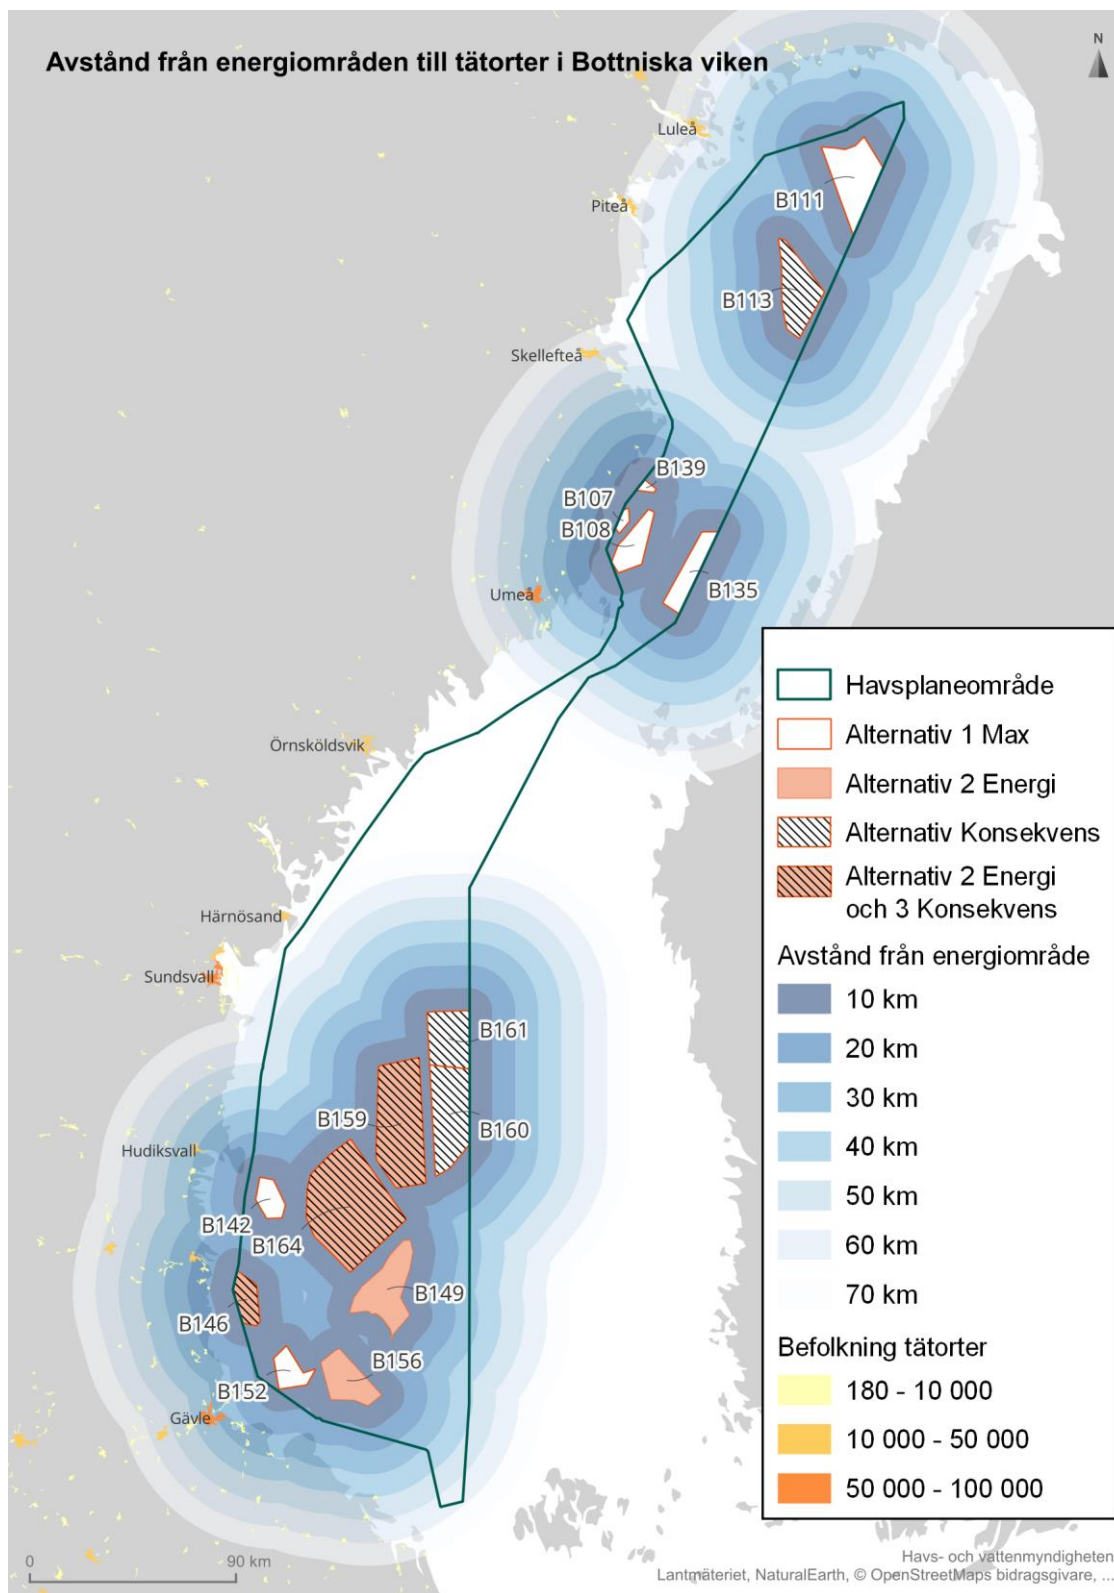 Avstånd från energiområden till tätorter i Bottniska viken
N
Luleå
Piteå
B111
B113
Skellefteå
B139
B107
B108
Umeå
B135
Örnsköldsvik
Härnösand
Sundsvall
B161
B159
B160
Hudiksvall
B142
B164
B149
B146
B156
B152
Gävle
Havsplaneområde
Alternativ 1 Max
Alternativ 2 Energi
Alternativ Konsekvens
Alternativ 2 Energi
och 3 Konsekvens
Avstånd från energiområde
10 km
20 km
30 km
40 km
50 km
60 km
70 km
Befolkning tätorter
180 - 10 000
10 000 - 50 000
50 000 - 100 000
0 90 km
Havs- och vattenmyndigheten
Lantmäteriet, NaturalEarth, © OpenStreetMaps bidragsgivare, ...